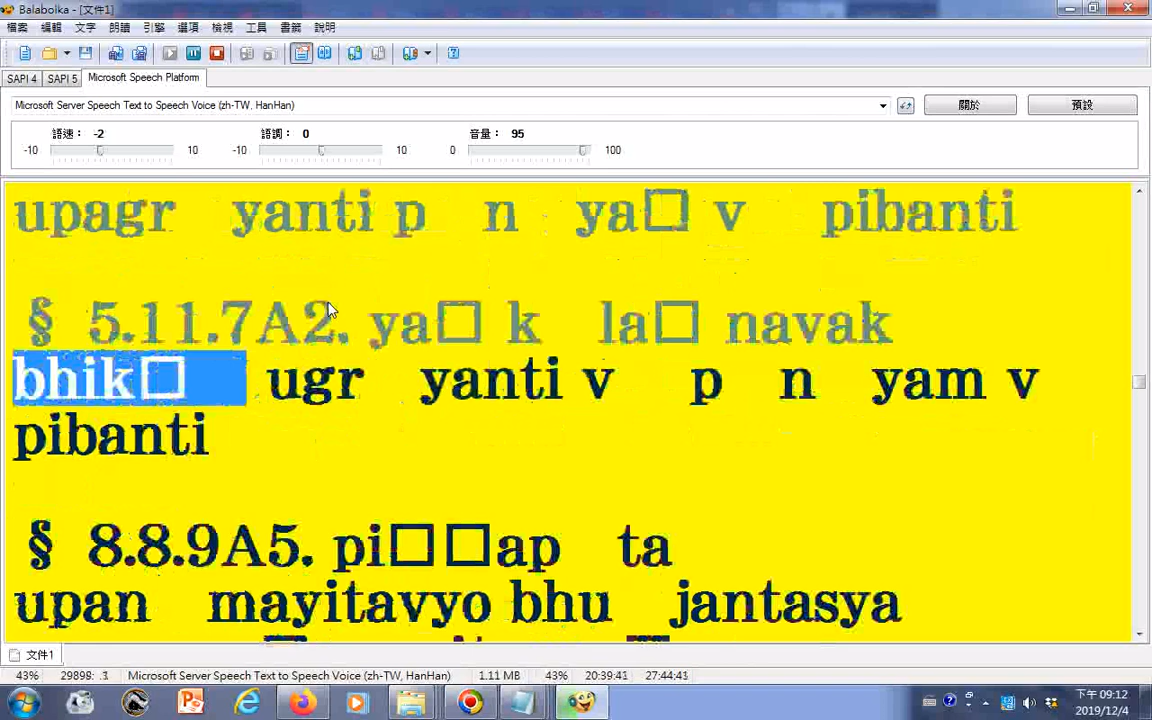 Balabolka - [文件1]
檔案 編輯 文字 朗讀 引擎 選項 檢視 工具 書籤 說明
SAPI 4 SAPI 5 Microsoft Speech Platform
Microsoft Server Speech Text to Speech Voice (zh-TW, HanHan) 關於 預設
語速： -2 語調： 0 音量： 95
-10 10 -10 10 0 100
upagr yanti p n ya□ v pibanti
§ 5.11.7A2. ya□ k la□ navak
bhik□ ugr yanti v p n yam v
pibanti
§ 8.8.9A5. pi□□ap ta
upan mayitavyo bhu jantasya
文件1
43% Microsoft Server Speech Text to Speech Voice (zh-TW, HanHan) 1.11 MB 43% 20:39:41 27:44:41
下午 09:12
2019/12/4